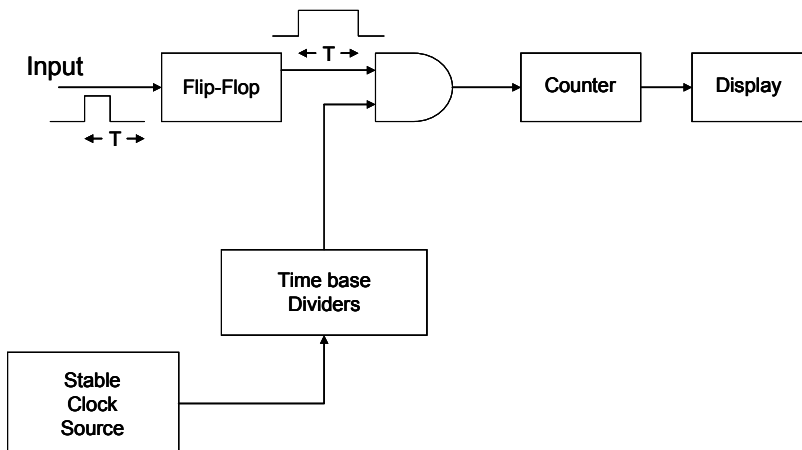 T
Input
Flip-Flop
Counter
Display
T
Time base
Dividers
Stable
Clock
Source